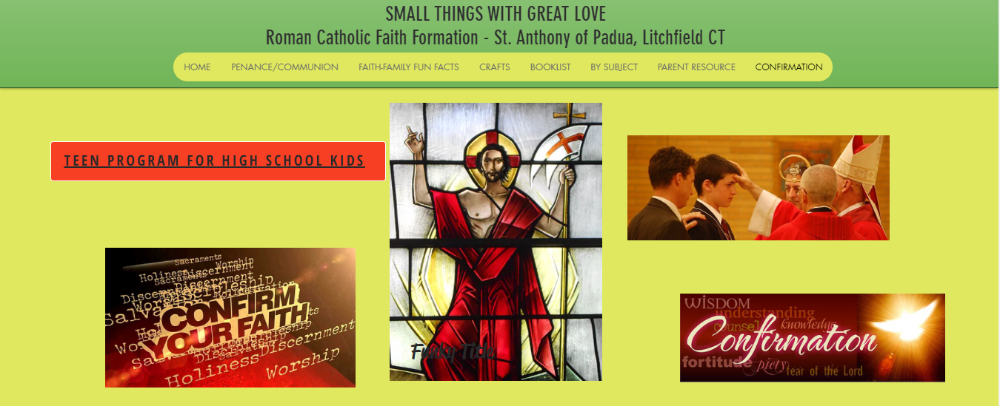 SMALL THINGS WITH GREAT LOVE
Roman Catholic Faith Formation - St. Anthony of Padua, Litchfield CT
HOME PENANCE/COMMUNION FAITH-FAMILY FUN FACTS CRAFTS BOOKLIST BY SUBJECT PARENT RESOURCE CONFIRMATION
TEEN PROGRAM FOR HIGH SCHOOL KIDS
Sacraments
Worship
Holiness Discernment
Sacraments
Discernment
Discipleship
CONFIRM
YOUR FAITH
Discernment
Holiness Worship
Funky Title
WISDOM
understanding
counsel knowledge
Confirmation
fortitude piety fear of the Lord